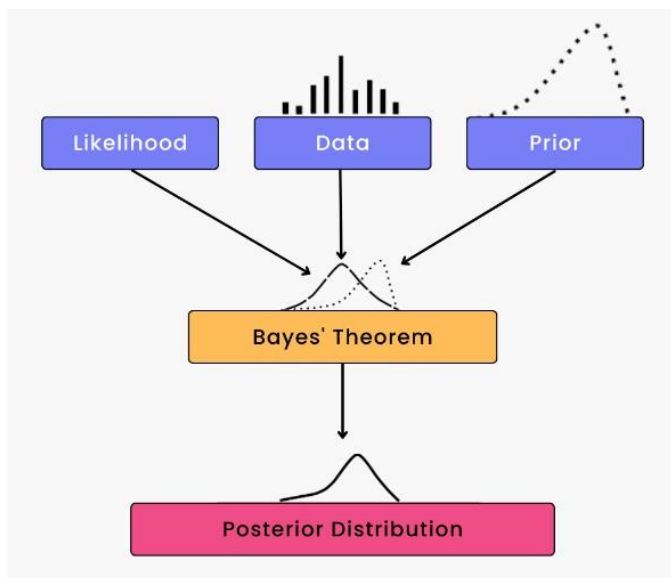 Likelihood
Data
Prior
Bayes' Theorem
Posterior Distribution